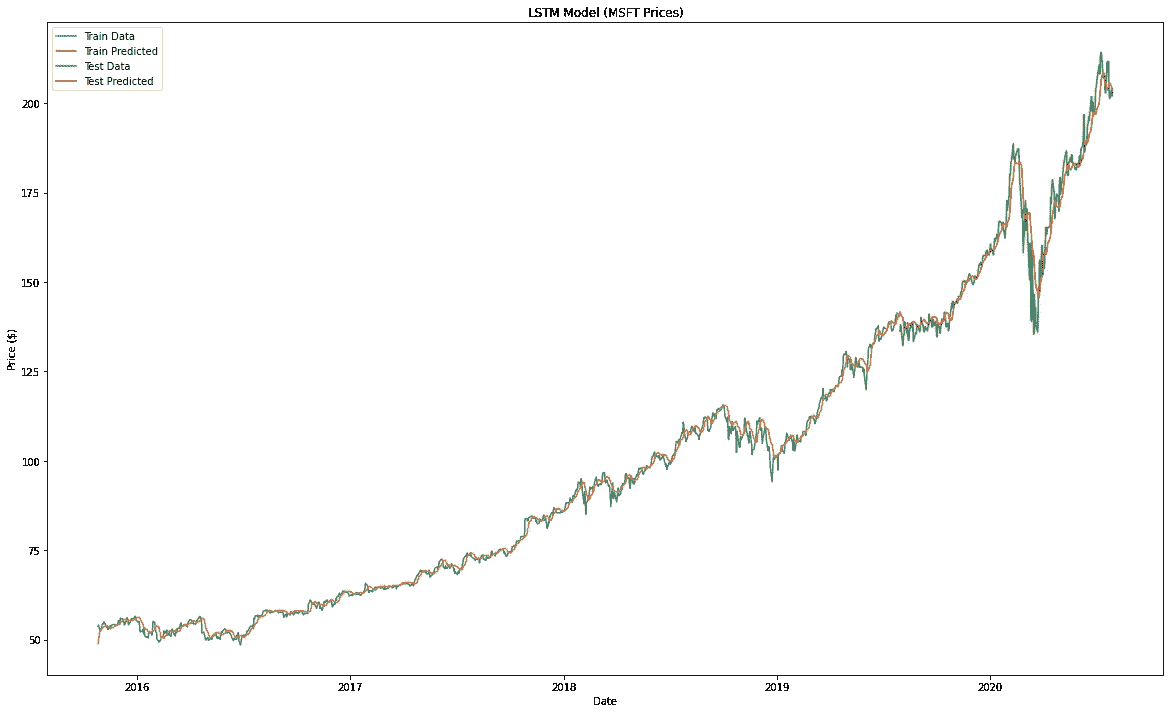 LSTM Model (MSFT Prices)
Train Data
Train Predicted
Test Data
Test Predicted
200
175
150
125
100
75
50
Price ($)
2016 2017 2018 2019 2020
Date